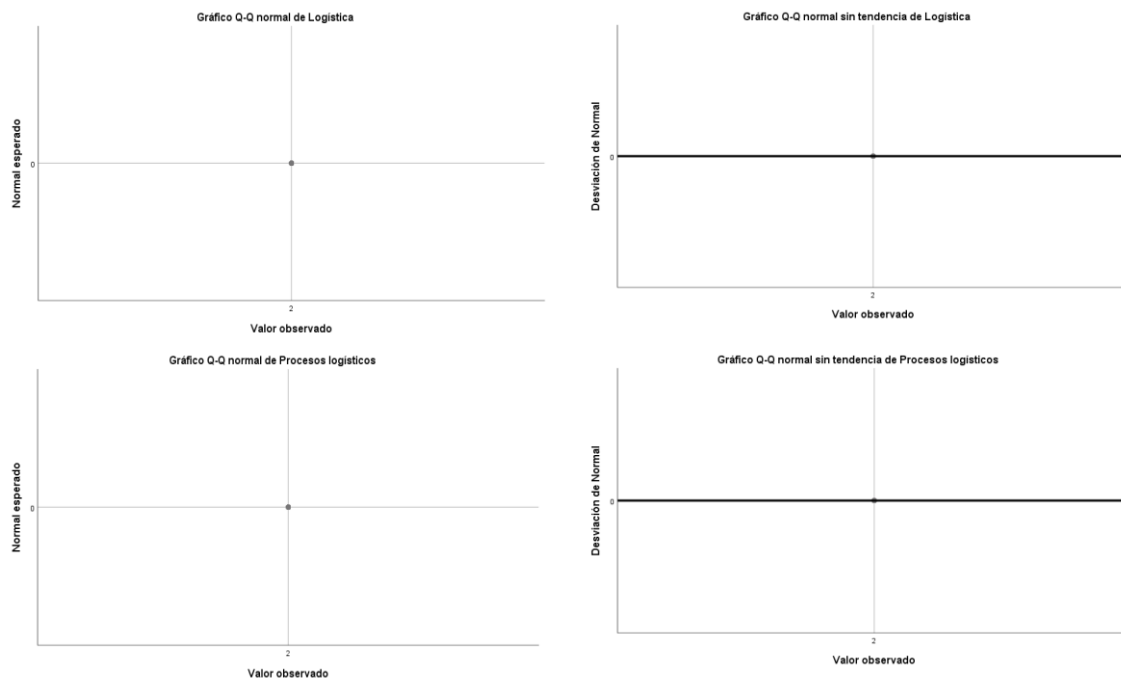 Gráfico Q-Q normal de Logística
Normal esperado
0
2
Valor observado
Gráfico Q-Q normal sin tendencia de Logística
Desviación de Normal
0
2
Valor observado
Gráfico Q-Q normal de Procesos logísticos
Normal esperado
0
2
Valor observado
Gráfico Q-Q normal sin tendencia de Procesos logísticos
Desviación de Normal
0
2
Valor observado